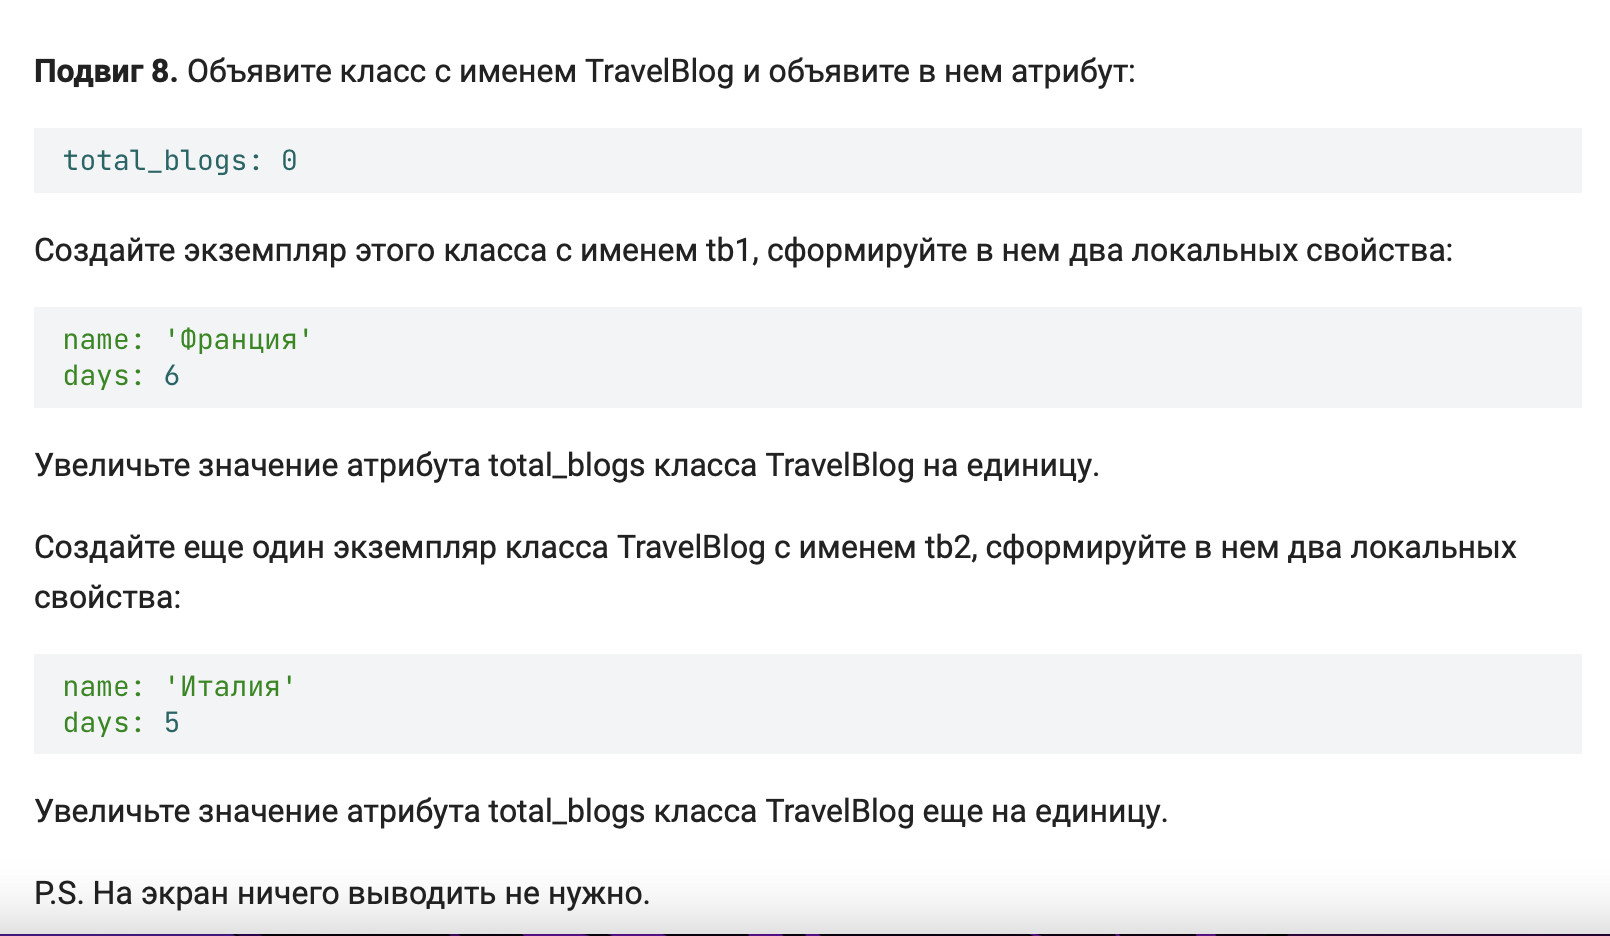 Подвиг 8. Объявите класс с именем TravelBlog и объявите в нем атрибут:
total_blogs: 0
Создайте экземпляр этого класса с именем tb1, сформируйте в нем два локальных свойства:
name: 'Франция'
days: 6
Увеличьте значение атрибута total_blogs класса TravelBlog на единицу.
Создайте еще один экземпляр класса TravelBlog с именем tb2, сформируйте в нем два локальных
свойства:
name: 'Италия'
days: 5
Увеличьте значение атрибута total_blogs класса TravelBlog еще на единицу.
P.S. На экран ничего выводить не нужно.